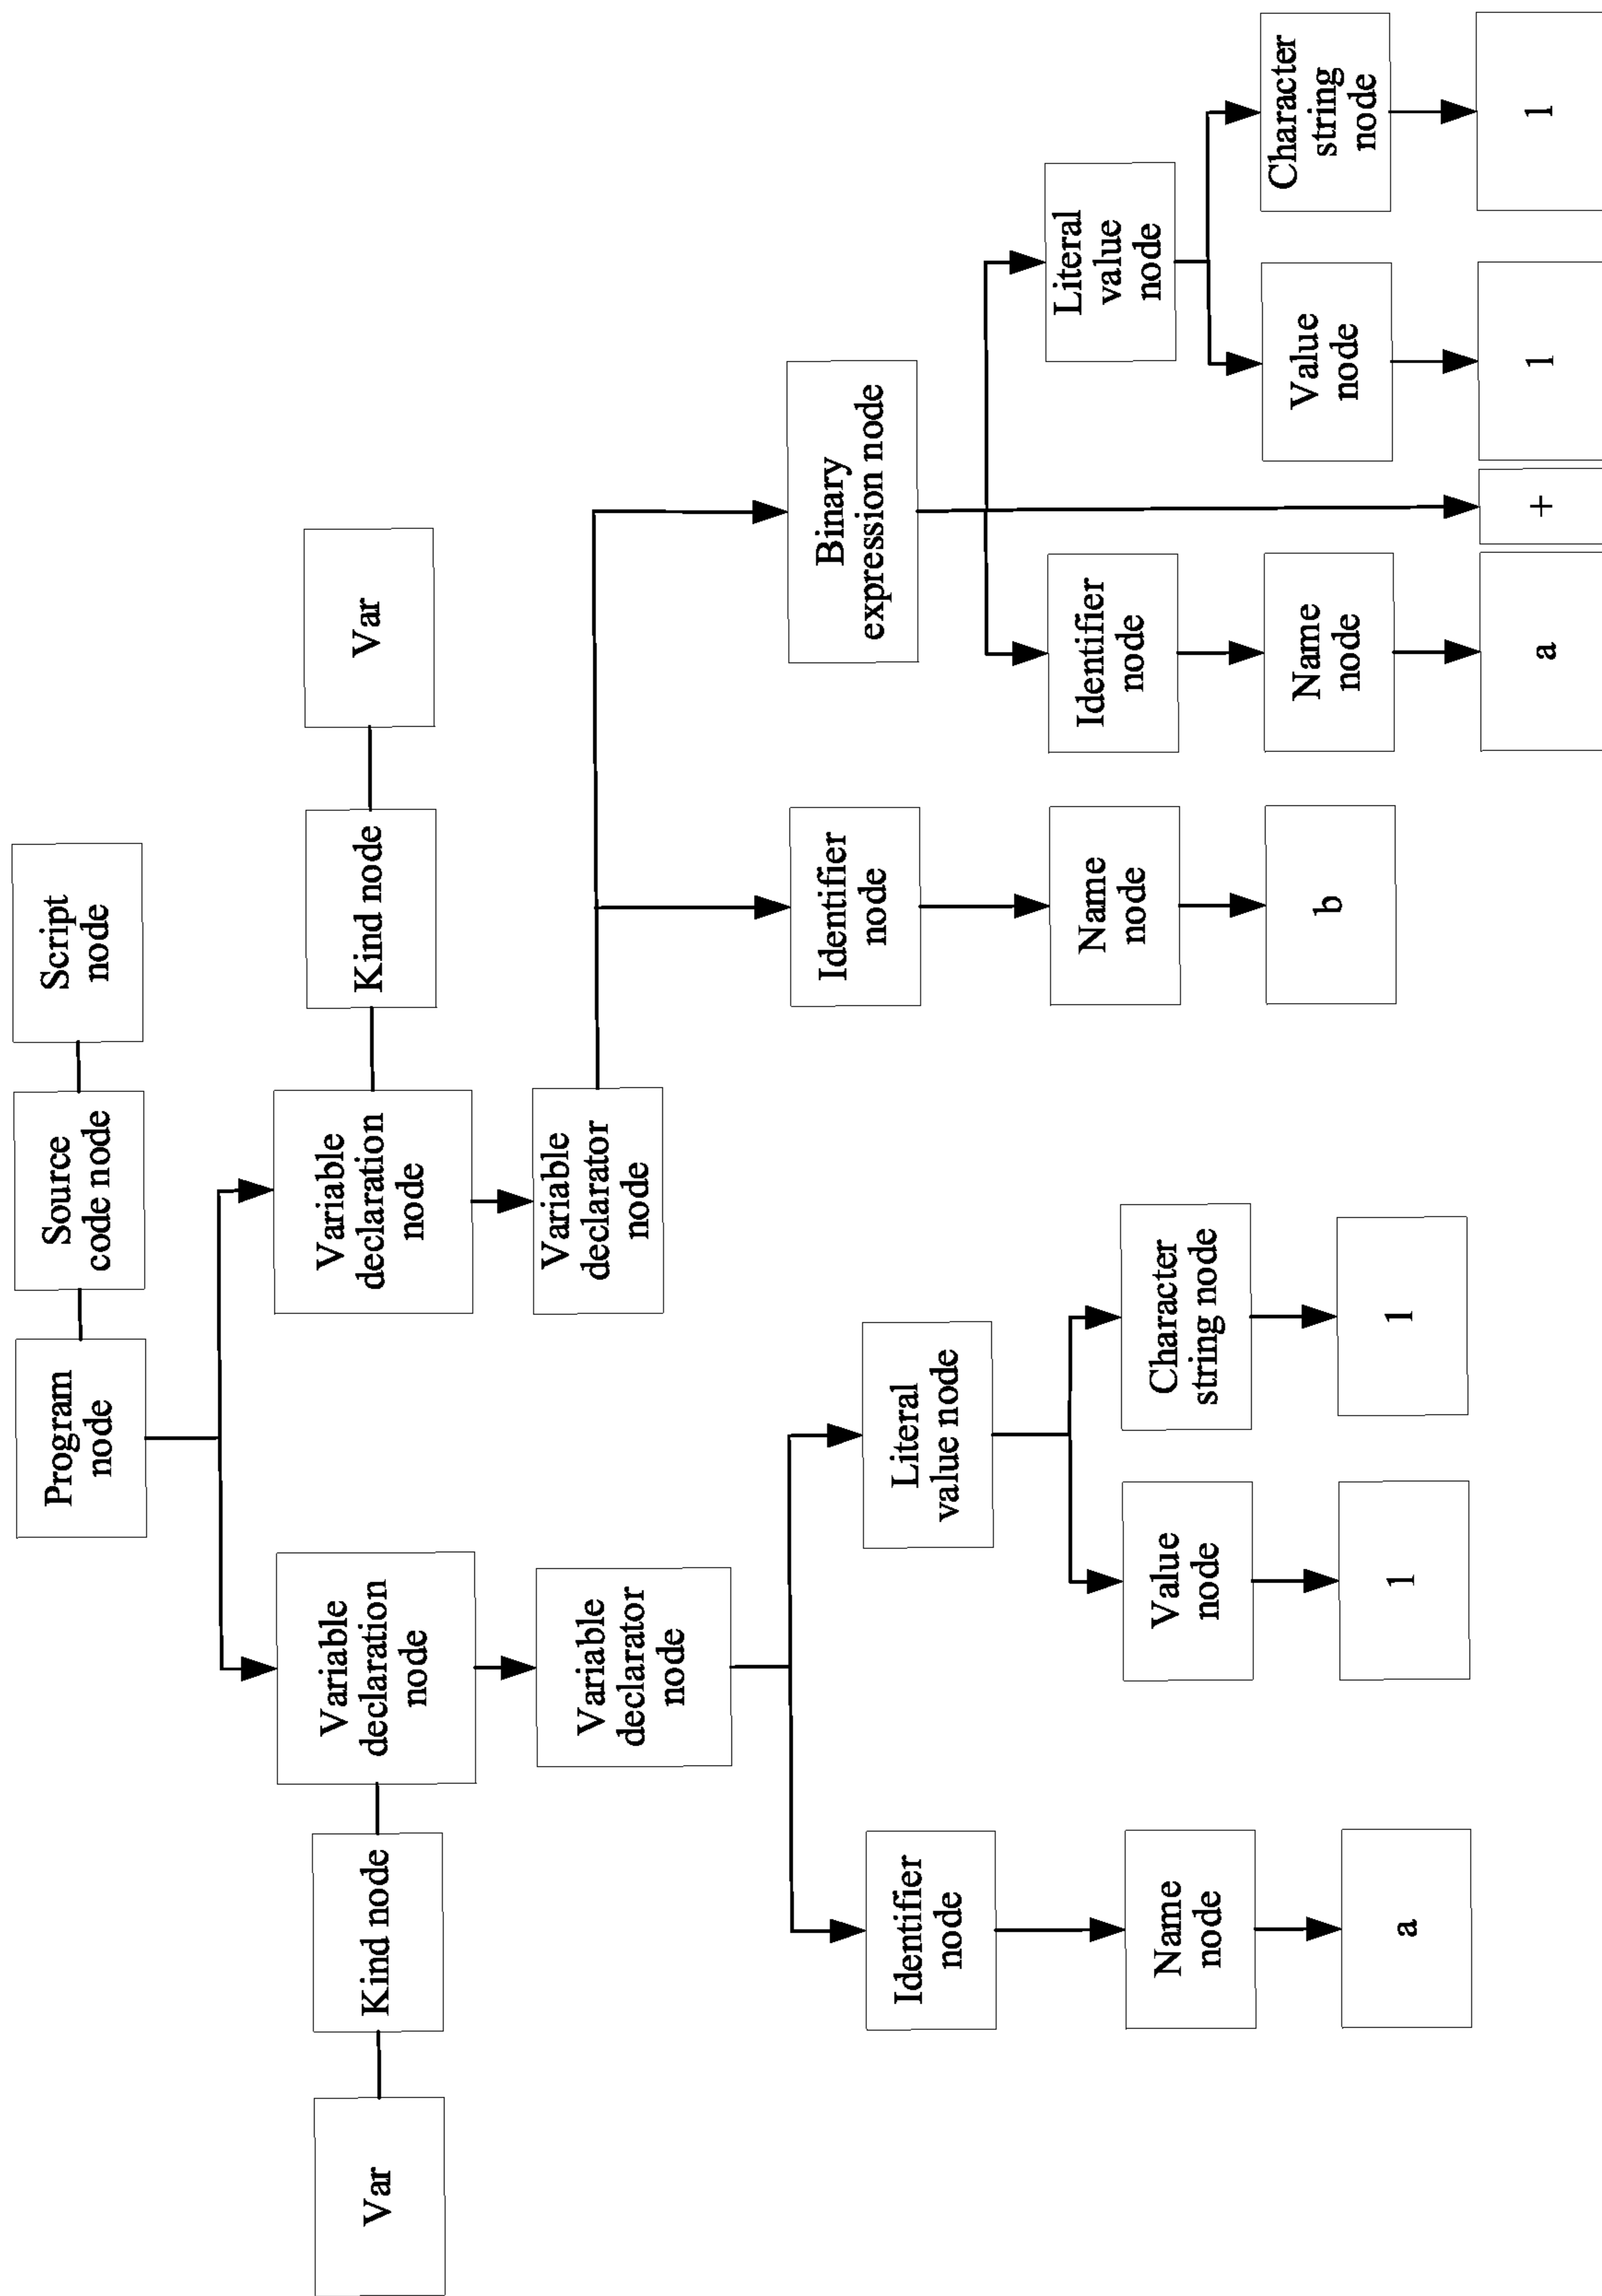 Program
node
Source
code node
Script
node
Var
Kind node
Variable
declaration
node
Variable
declaration
node
Kind node
Var
Variable
declarator
node
Variable
declarator
node
Identifier
node
Literal
value node
Identifier
node
Binary
expression node
Name
node
Value
node
Character
string node
Name
node
Identifier
node
Literal
value
node
a
1
1
b
Name
node
Value
node
Character
string
node
a
+
1
1